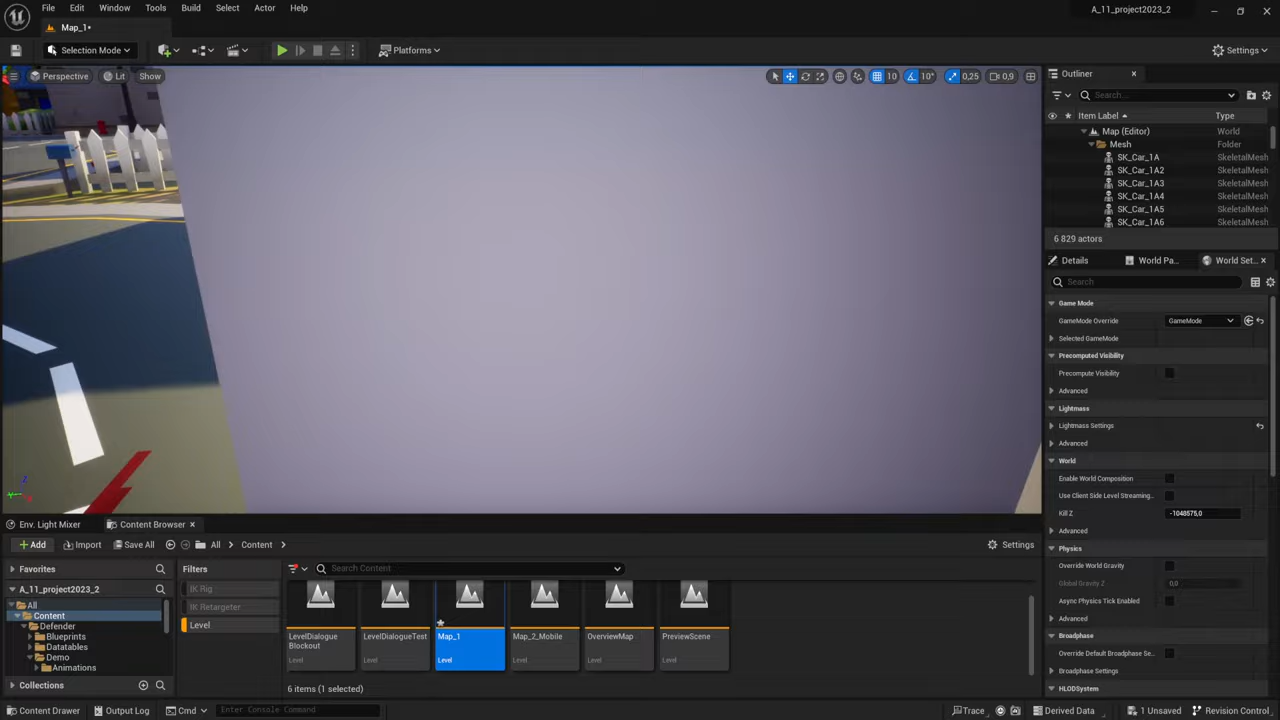 File Edit Window Tools Build Select Actor Help
A_11_project2023_2
Map_1•
Selection Mode
Platforms
Settings
Perspective Lit Show
10 10° 0,25 0,9
Outliner
Search...
Item Label Type
Map (Editor) World
Mesh Folder
SK_Car_1A SkeletalMesh
SK_Car_1A2 SkeletalMesh
SK_Car_1A3 SkeletalMesh
SK_Car_1A4 SkeletalMesh
SK_Car_1A5 SkeletalMesh
SK_Car_1A6 SkeletalMesh
6 829 actors
Details World Pa... World Set...
Search
Game Mode
GameMode Override GameMode
Selected GameMode
Precomputed Visibility
Precompute Visibility
Advanced
Lightmass
Lightmass Settings
Advanced
World
Enable World Composition
Use Client Side Level Streaming...
Kill Z -1048575,0
Advanced
Physics
Override World Gravity
Global Gravity Z 0,0
Async Physics Tick Enabled
Advanced
Broadphase
Override Default Broadphase Se...
Broadphase Settings
HLODSystem
Env. Light Mixer Content Browser
Add Import Save All All Content Settings
Favorites
A_11_project2023_2
All
Content
Defender
Blueprints
Datatables
Demo
Animations
Collections
Filters
IK Rig
IK Retargeter
Level
Search Content
LevelDialogue
Blockout
Level
LevelDialogueTest
Level
Map_1
Level
Map_2_Mobile
Level
OverviewMap
Level
PreviewScene
Level
6 items (1 selected)
Content Drawer Output Log Cmd Enter Console Command
Trace Derived Data 1 Unsaved Revision Control